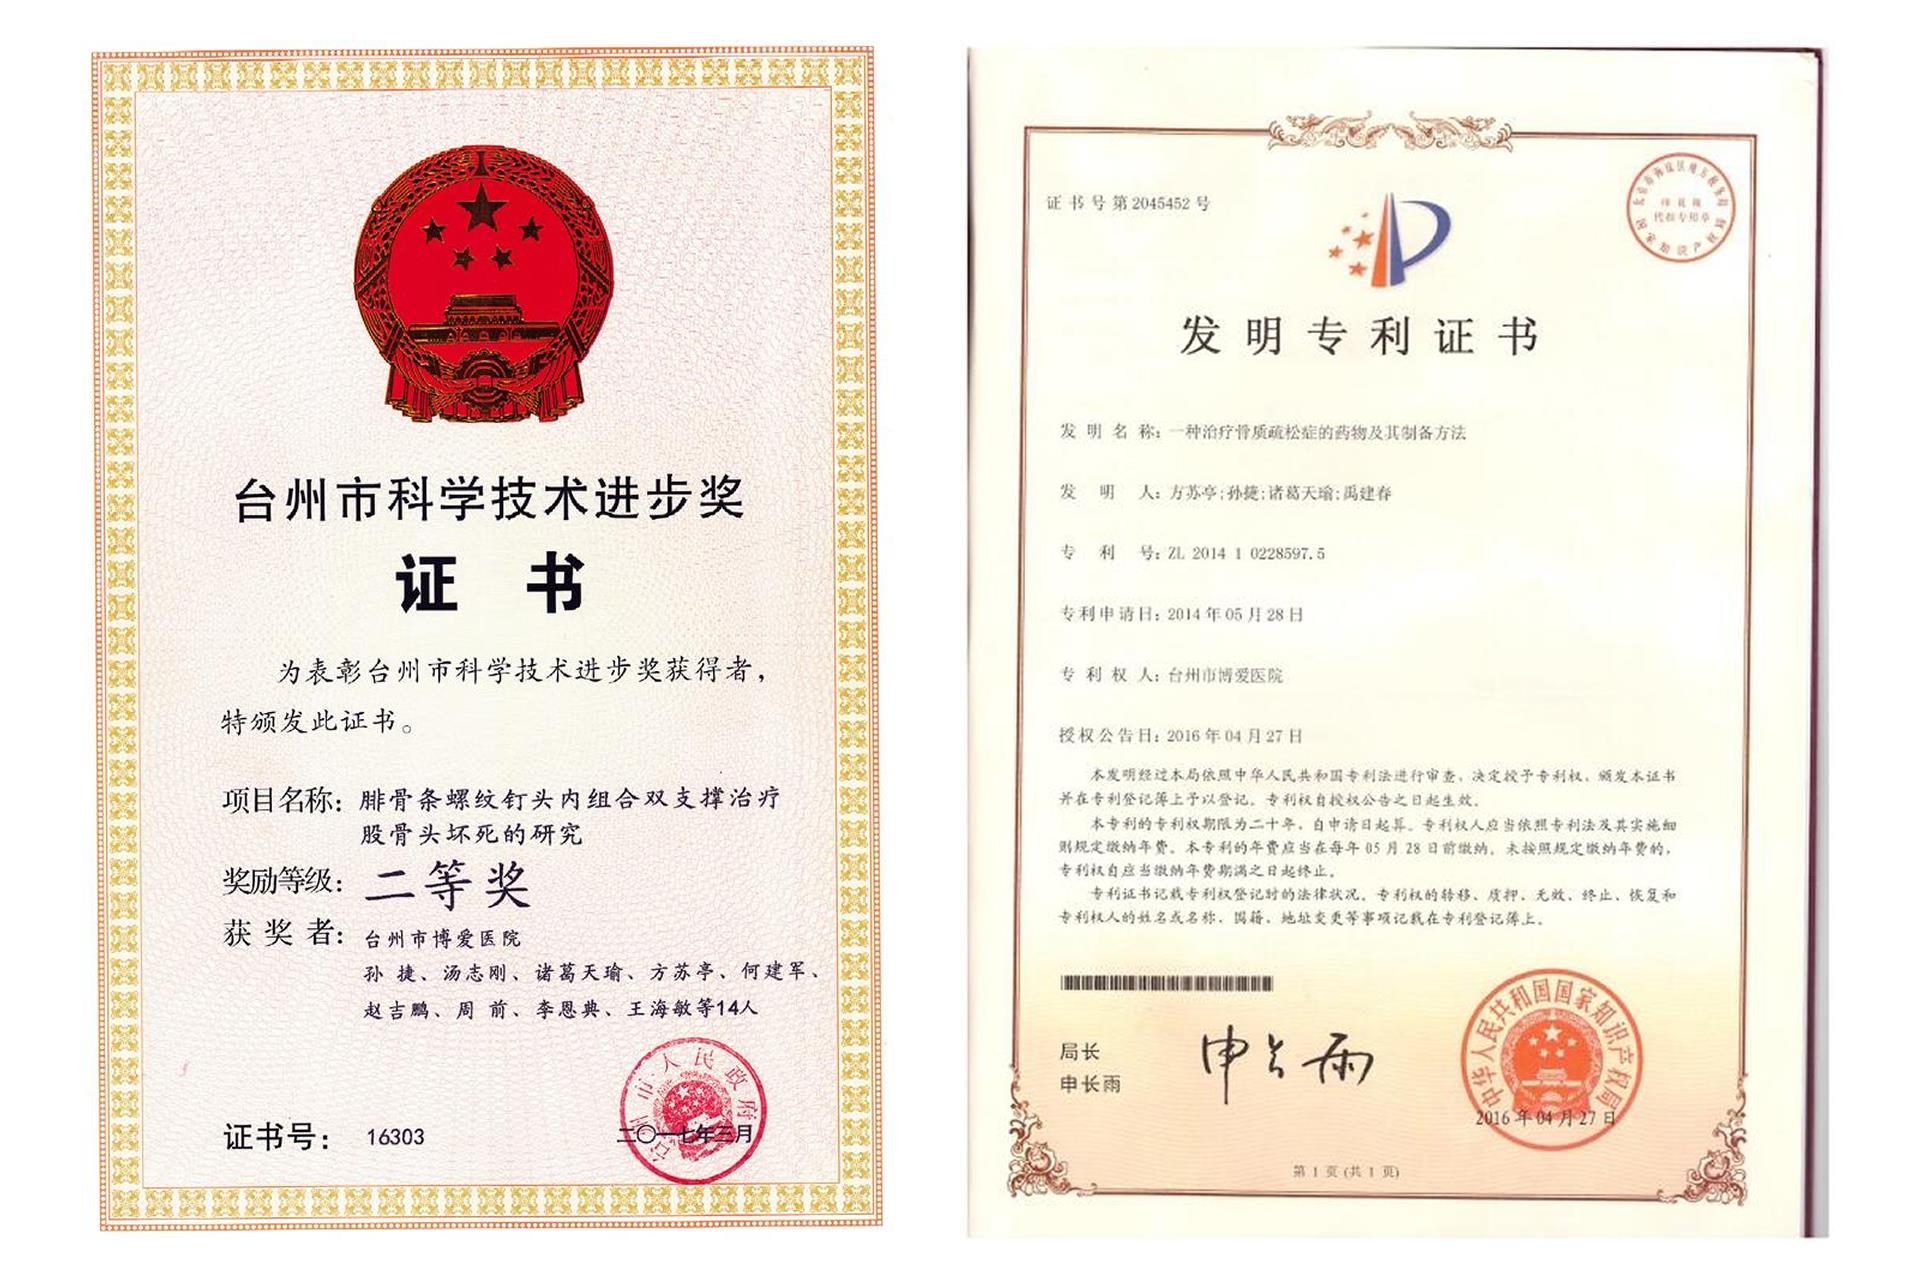 台州市科学技术进步奖
证 书
为表彰台州市科学技术进步奖获得者，
特颁发此证书。
项目名称：腓骨条螺纹钉头内组合双支撑治疗
股骨头坏死的研究
奖励等级：二等奖
获奖者：台州市博爱医院
孙 捷、汤志刚、诸葛天瑜、方苏亭、何建军、
赵吉鹏、周 前、李恩典、王海敏等14人
台州市人民政府
证书号： 16303
二〇一七年三月
证书号第2045452号
国家知识产权局
代扣专用章
发明专利证书
发明名称：一种治疗骨质疏松症的药物及其制备方法
发明人：方苏亭;孙捷;诸葛天瑜;禹建春
专利号：ZL 2014 1 0228597.5
专利申请日：2014年05月28日
专利权人：台州市博爱医院
授权公告日：2016年04月27日
本发明经过本局依照中华人民共和国专利法进行审查，决定授予专利权，颁发本证书
并在专利登记簿上予以登记。专利权自授权公告之日起生效。
本专利的专利权期限为二十年，自申请日起算。专利权人应当依照专利法及其实施细
则规定缴纳年费。本专利的年费应当在每年05月28日前缴纳。未按照规定缴纳年费的，
专利权自应当缴纳年费期满之日起终止。
专利证书记载专利权登记时的法律状况。专利权的转移、质押、无效、终止、恢复和
专利权人的姓名或名称、国籍、地址变更等事项记载在专利登记簿上。
局长
申长雨
申长雨
中华人民共和国国家知识产权局
2016年04月27日
第 1 页 (共 1 页)